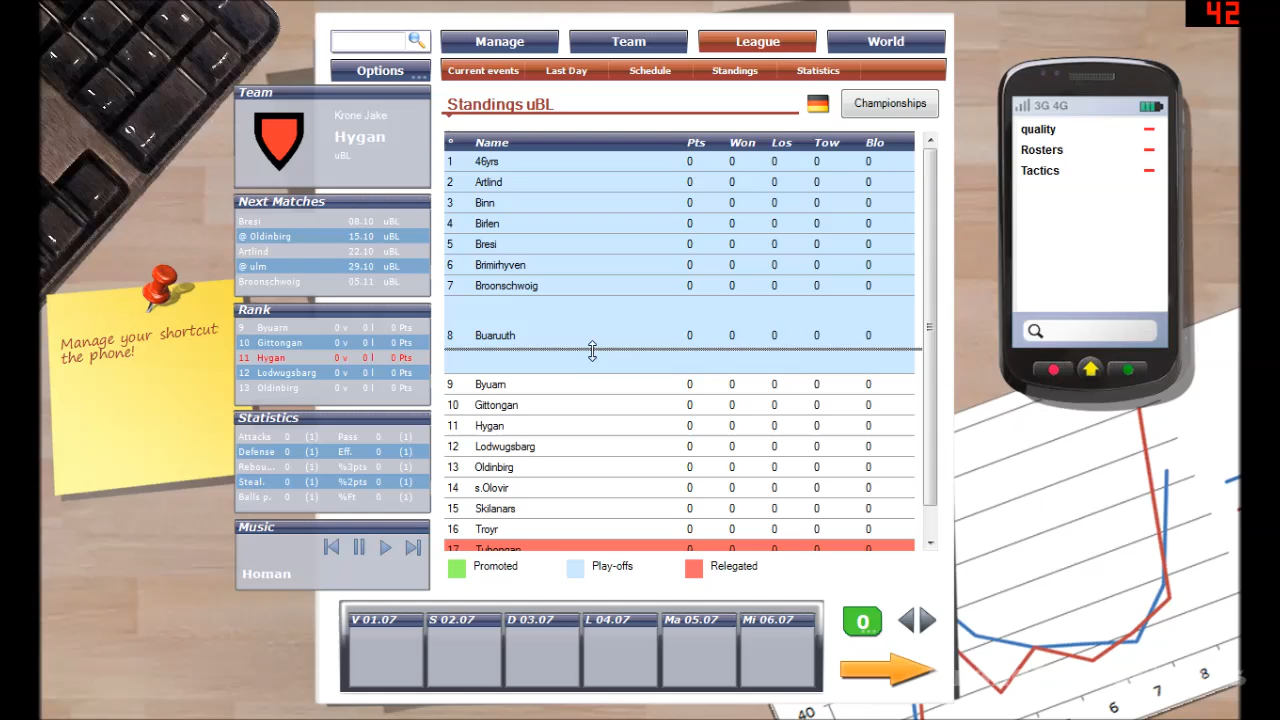 42
Manage
Team
League
World
Options
...
Current events
Last Day
Schedule
Standings
Statistics
Team
Krone Jake
Hygan
uBL
Standings uBL
Championships
° Name Pts Won Los Tow Blo
1 46yrs 0 0 0 0 0
2 Artlind 0 0 0 0 0
3 Binn 0 0 0 0 0
4 Birlen 0 0 0 0 0
5 Bresi 0 0 0 0 0
6 Brimirhyven 0 0 0 0 0
7 Broonschwoig 0 0 0 0 0
8 Buaruuth 0 0 0 0 0
9 Byuarn 0 0 0 0 0
10 Gittongan 0 0 0 0 0
11 Hygan 0 0 0 0 0
12 Lodwugsbarg 0 0 0 0 0
13 Oldinbirg 0 0 0 0 0
14 s.Olovir 0 0 0 0 0
15 Skilanars 0 0 0 0 0
16 Troyr 0 0 0 0 0
17 Tubongan
Promoted
Play-offs
Relegated
Next Matches
Bresi 08.10 uBL
@ Oldinbirg 15.10 uBL
Artlind 22.10 uBL
@ ulm 29.10 uBL
Broonschwoig 05.11 uBL
Rank
9 Byuarn 0 v 0 l 0 Pts
10 Gittongan 0 v 0 l 0 Pts
11 Hygan 0 v 0 l 0 Pts
12 Lodwugsbarg 0 v 0 l 0 Pts
13 Oldinbirg 0 v 0 l 0 Pts
Statistics
Attacks 0 (1) Pass 0 (1)
Defense 0 (1) Eff. 0 (1)
Rebou... 0 (1) %3pts 0 (1)
Steal. 0 (1) %2pts 0 (1)
Balls p. 0 (1) %Ft 0 (1)
Music
Homan
Manage your shortcut
the phone!
3G 4G
quality
Rosters
Tactics
V 01.07
S 02.07
D 03.07
L 04.07
Ma 05.07
Mi 06.07
0
...
40
6
7
8